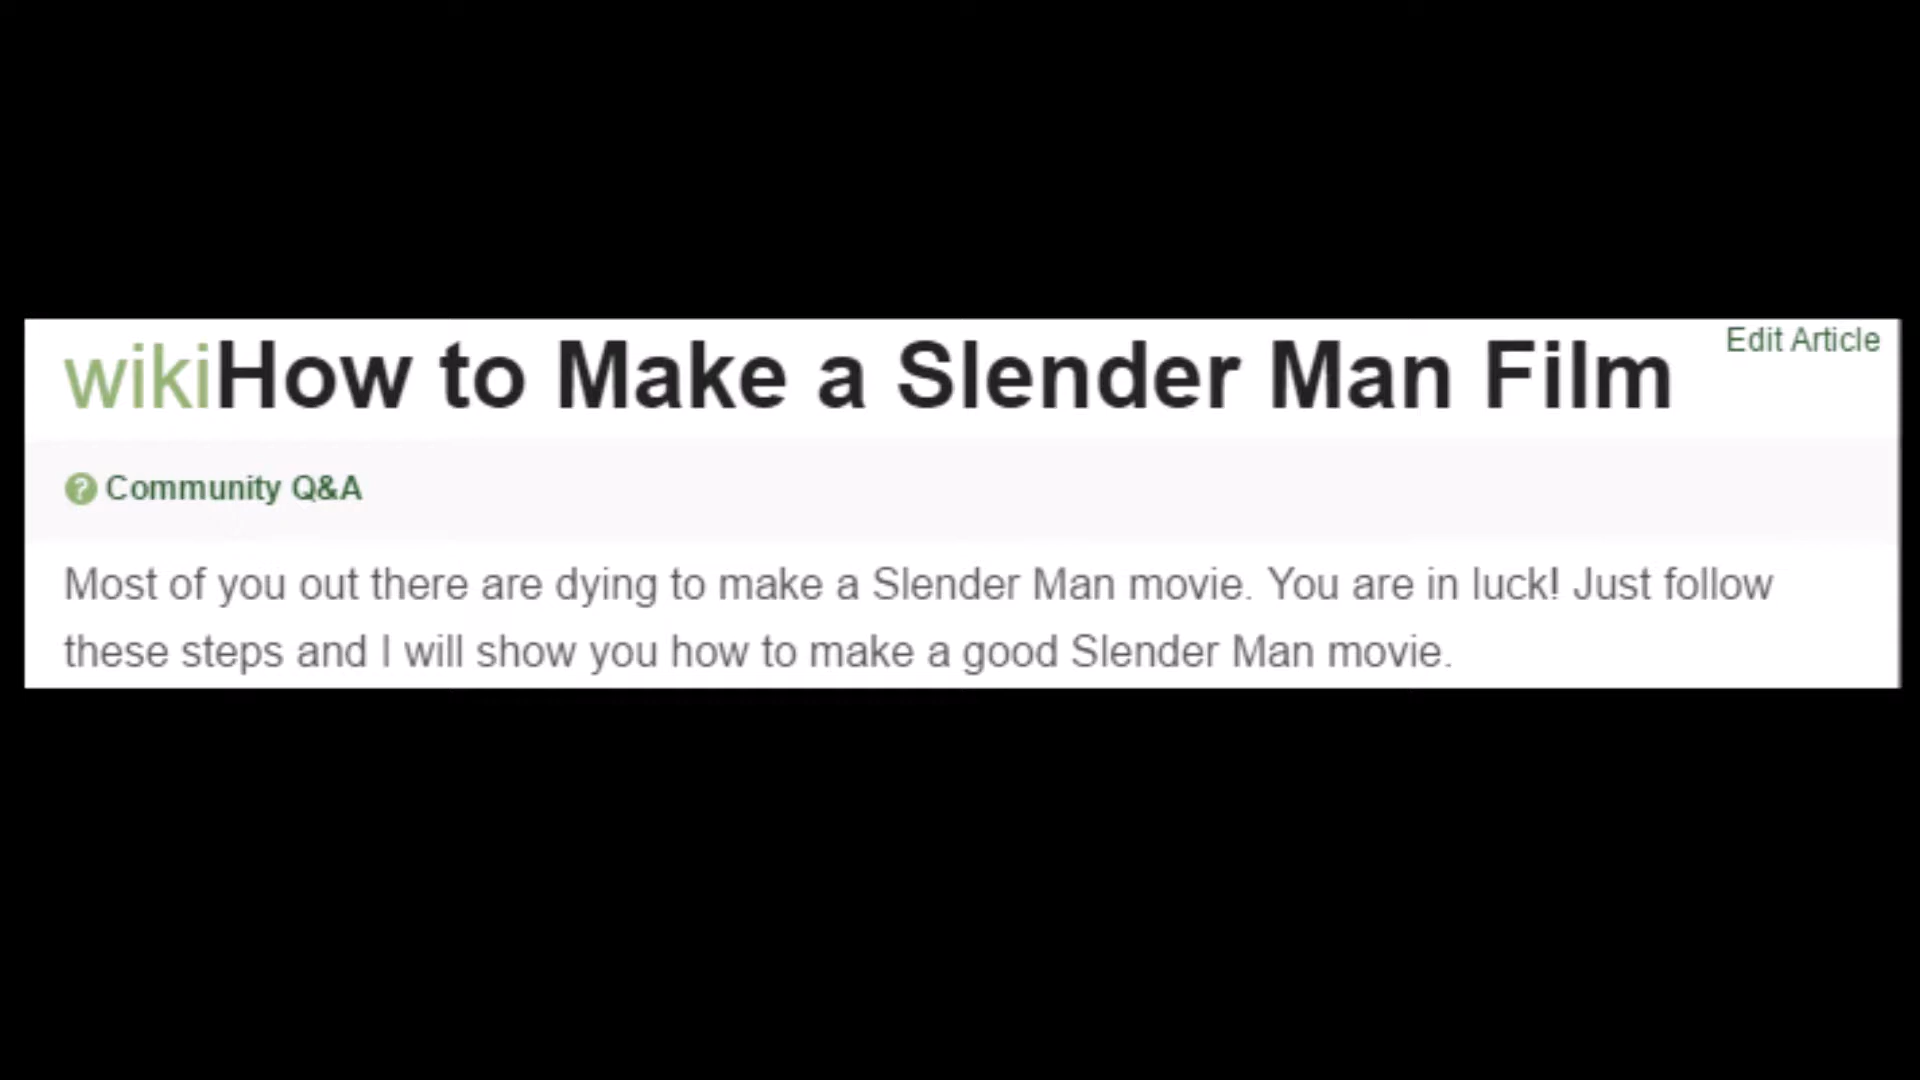 wikiHow to Make a Slender Man Film
Edit Article
Community Q&A
Most of you out there are dying to make a Slender Man movie. You are in luck! Just follow
these steps and I will show you how to make a good Slender Man movie.